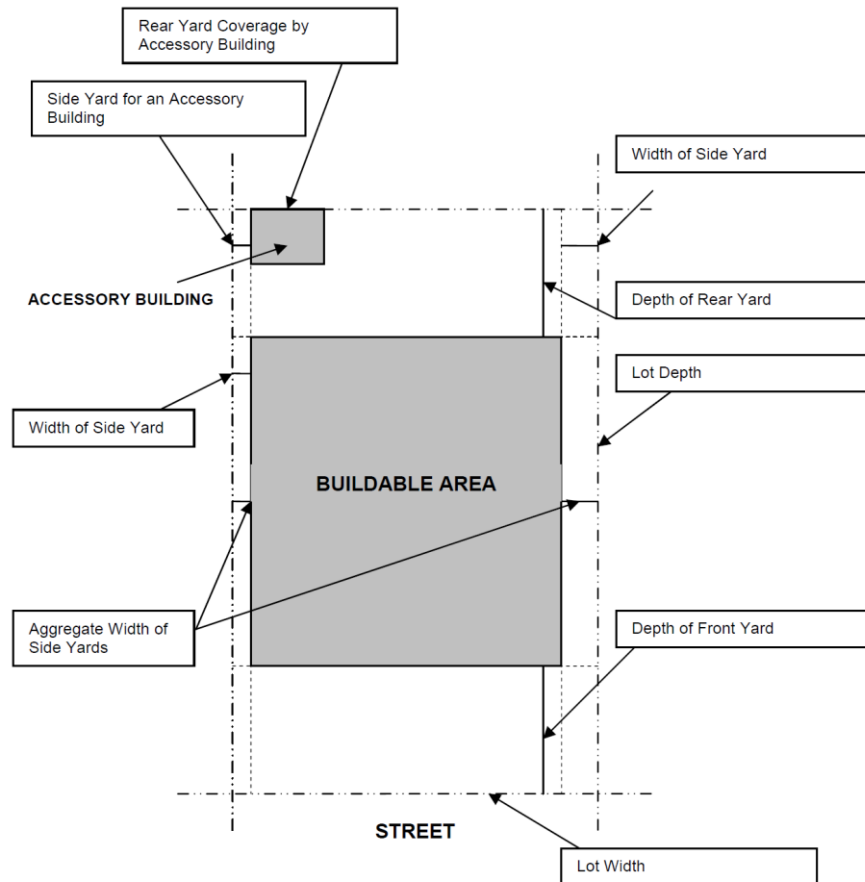 Rear Yard Coverage by
Accessory Building
Side Yard for an Accessory
Building
Width of Side Yard
ACCESSORY BUILDING
Depth of Rear Yard
Lot Depth
Width of Side Yard
BUILDABLE AREA
Aggregate Width of
Side Yards
Depth of Front Yard
STREET
Lot Width